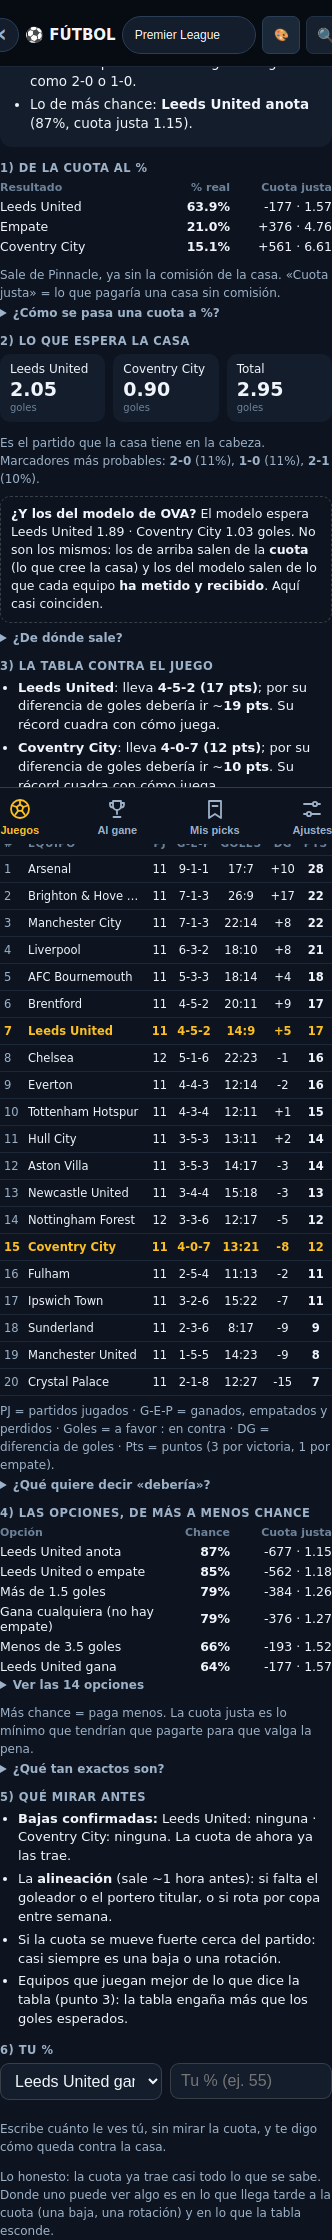 ⚽ FÚTBOL Premier League
como 2-0 o 1-0.
• Lo de más chance: Leeds United anota
(87%, cuota justa 1.15).
1) DE LA CUOTA AL %
Resultado % real Cuota justa
Leeds United 63.9% -177 · 1.57
Empate 21.0% +376 · 4.76
Coventry City 15.1% +561 · 6.61
Sale de Pinnacle, ya sin la comisión de la casa. «Cuota
justa» = lo que pagaría una casa sin comisión.
▶ ¿Cómo se pasa una cuota a %?
2) LO QUE ESPERA LA CASA
Leeds United Coventry City Total
2.05 0.90 2.95
goles goles goles
Es el partido que la casa tiene en la cabeza.
Marcadores más probables: 2-0 (11%), 1-0 (11%), 2-1
(10%).
¿Y los del modelo de OVA? El modelo espera
Leeds United 1.89 · Coventry City 1.03 goles. No
son los mismos: los de arriba salen de la cuota
(lo que cree la casa) y los del modelo salen de lo
que cada equipo ha metido y recibido. Aquí
casi coinciden.
▶ ¿De dónde sale?
3) LA TABLA CONTRA EL JUEGO
• Leeds United: lleva 4-5-2 (17 pts); por su
diferencia de goles debería ir ~19 pts. Su
récord cuadra con cómo juega.
• Coventry City: lleva 4-0-7 (12 pts); por su
diferencia de goles debería ir ~10 pts. Su
récord cuadra con cómo juega.
Juegos AI gane Mis picks Ajustes
# EQUIPO PJ G-E-P GOLES DG PTS
1 Arsenal 11 9-1-1 17:7 +10 28
2 Brighton & Hove ... 11 7-1-3 26:9 +17 22
3 Manchester City 11 7-1-3 22:14 +8 22
4 Liverpool 11 6-3-2 18:10 +8 21
5 AFC Bournemouth 11 5-3-3 18:14 +4 18
6 Brentford 11 4-5-2 20:11 +9 17
7 Leeds United 11 4-5-2 14:9 +5 17
8 Chelsea 12 5-1-6 22:23 -1 16
9 Everton 11 4-4-3 12:14 -2 16
10 Tottenham Hotspur 11 4-3-4 12:11 +1 15
11 Hull City 11 3-5-3 13:11 +2 14
12 Aston Villa 11 3-5-3 14:17 -3 14
13 Newcastle United 11 3-4-4 15:18 -3 13
14 Nottingham Forest 12 3-3-6 12:17 -5 12
15 Coventry City 11 4-0-7 13:21 -8 12
16 Fulham 11 2-5-4 11:13 -2 11
17 Ipswich Town 11 3-2-6 15:22 -7 11
18 Sunderland 11 2-3-6 8:17 -9 9
19 Manchester United 11 1-5-5 14:23 -9 8
20 Crystal Palace 11 2-1-8 12:27 -15 7
PJ = partidos jugados · G-E-P = ganados, empatados y
perdidos · Goles = a favor : en contra · DG =
diferencia de goles · Pts = puntos (3 por victoria, 1 por
empate).
▶ ¿Qué quiere decir «debería»?
4) LAS OPCIONES, DE MÁS A MENOS CHANCE
Opción Chance Cuota justa
Leeds United anota 87% -677 · 1.15
Leeds United o empate 85% -562 · 1.18
Más de 1.5 goles 79% -384 · 1.26
Gana cualquiera (no hay
empate) 79% -376 · 1.27
Menos de 3.5 goles 66% -193 · 1.52
Leeds United gana 64% -177 · 1.57
▶ Ver las 14 opciones
Más chance = paga menos. La cuota justa es lo
mínimo que tendrían que pagarte para que valga la
pena.
▶ ¿Qué tan exactos son?
5) QUÉ MIRAR ANTES
• Bajas confirmadas: Leeds United: ninguna ·
Coventry City: ninguna. La cuota de ahora ya
las trae.
• La alineación (sale ~1 hora antes): si falta el
goleador o el portero titular, o si rota por copa
entre semana.
• Si la cuota se mueve fuerte cerca del partido:
casi siempre es una baja o una rotación.
• Equipos que juegan mejor de lo que dice la
tabla (punto 3): la tabla engaña más que los
goles esperados.
6) TU %
Leeds United gar Tu % (ej. 55)
Escribe cuánto le ves tú, sin mirar la cuota, y te digo
cómo queda contra la casa.
Lo honesto: la cuota ya trae casi todo lo que se sabe.
Donde uno puede ver algo es en lo que llega tarde a la
cuota (una baja, una rotación) y en lo que la tabla
esconde.